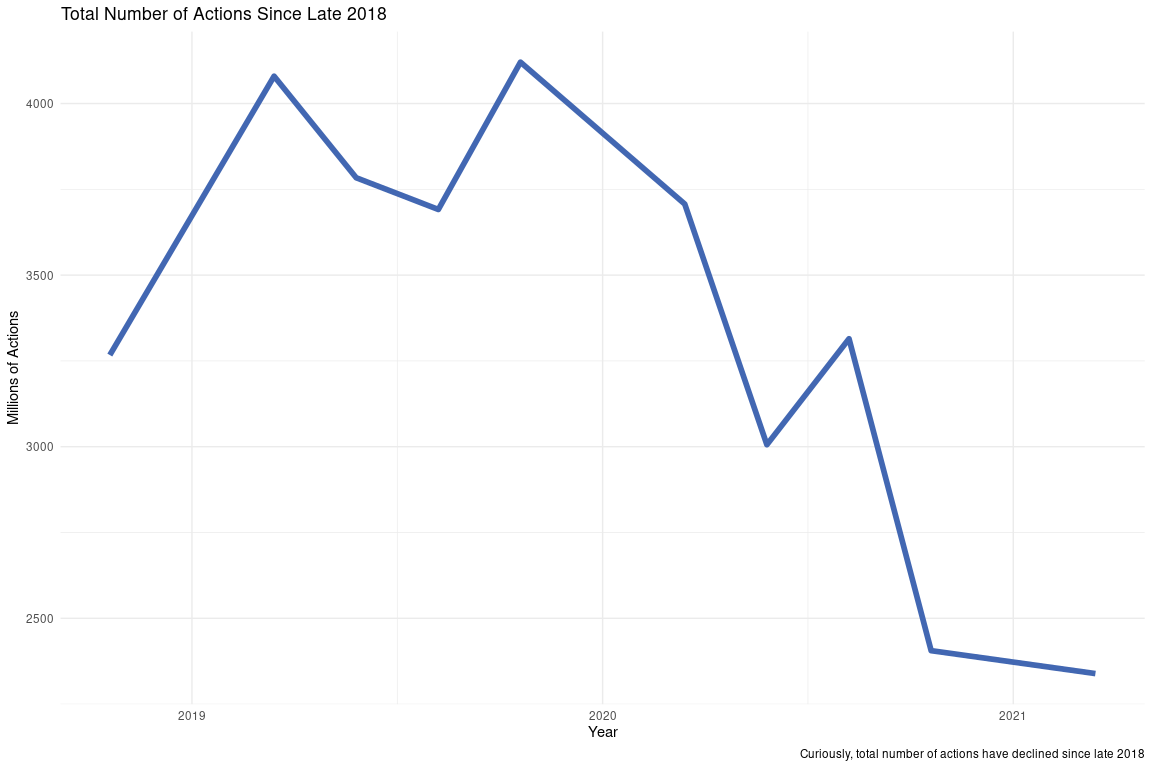 Total Number of Actions Since Late 2018
Millions of Actions
4000
3500
3000
2500
2019
2020
2021
Year
Curiously, total number of actions have declined since late 2018